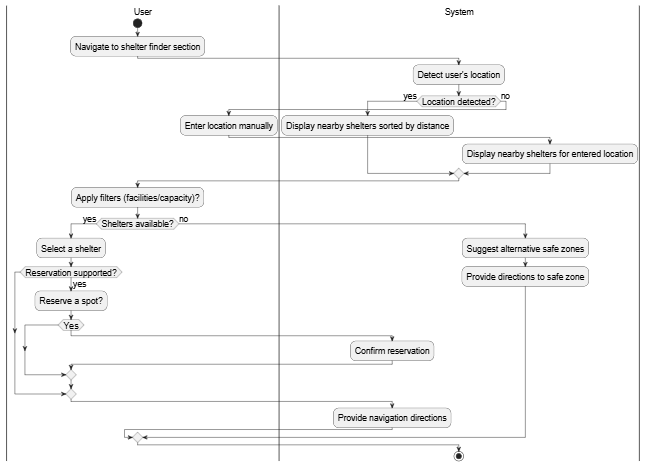 User
System
Navigate to shelter finder section
Detect user's location
yes
Location detected?
no
Enter location manually
Display nearby shelters sorted by distance
Display nearby shelters for entered location
Apply filters (facilities/capacity)?
yes
Shelters available?
no
Select a shelter
Suggest alternative safe zones
Reservation supported?
yes
Provide directions to safe zone
Reserve a spot?
Yes
Confirm reservation
Provide navigation directions